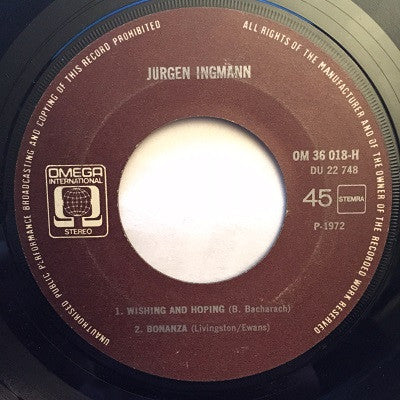 UNAUTHORISED PUBLIC PERFORMANCE BROADCASTING AND COPYING OF THIS RECORD PROHIBITED
ALL RIGHTS OF THE MANUFACTURER AND OF THE OWNER OF THE RECORDED WORK RESERVED
JÜRGEN INGMANN
OMEGA
INTERNATIONAL
STEREO
OM 36 018-H
DU 22 748
45 STEMRA
P-1972
1. WISHING AND HOPING (B. Bacharach)
2. BONANZA (Livingston/Ewans)